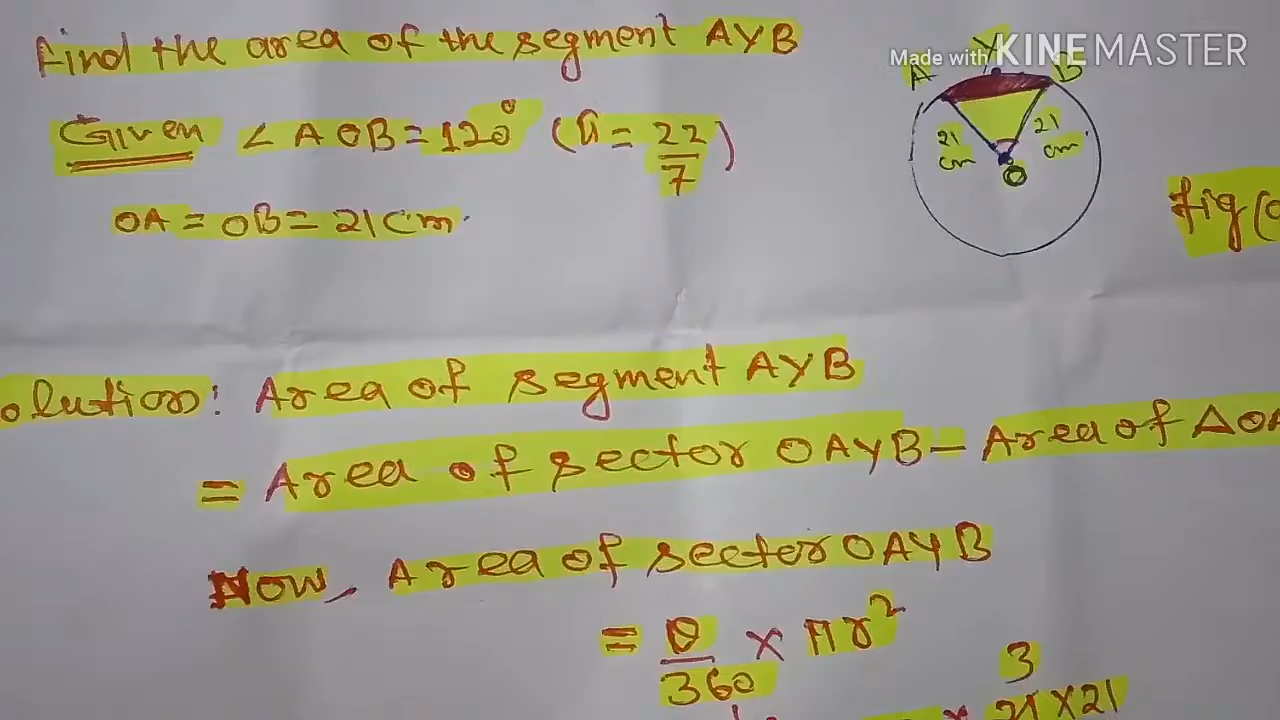 Find the area of the segment AYB
Given ∠AOB = 120° (π = 22/7)
OA = OB = 21 cm.
Made with KINEMASTER
Y
A B
21 cm 21 cm
O
fig(
olution: Area of segment AYB
= Area of sector OAYB - Area of ΔOA
Now, Area of sector OAYB
= θ/360 × πr²
3
× 21 × 21